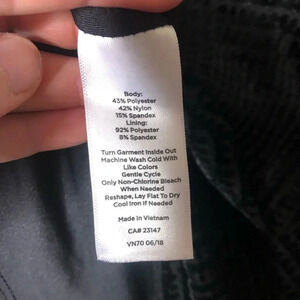 Body:
43% Polyester
42% Nylon
15% Spandex
Lining:
92% Polyester
8% Spandex
Turn Garment Inside Out
Machine Wash Cold With
Like Colors
Gentle Cycle
Only Non-Chlorine Bleach
When Needed
Reshape, Lay Flat To Dry
Cool Iron If Needed
Made in Vietnam
CA# 23147
VN70 06/18